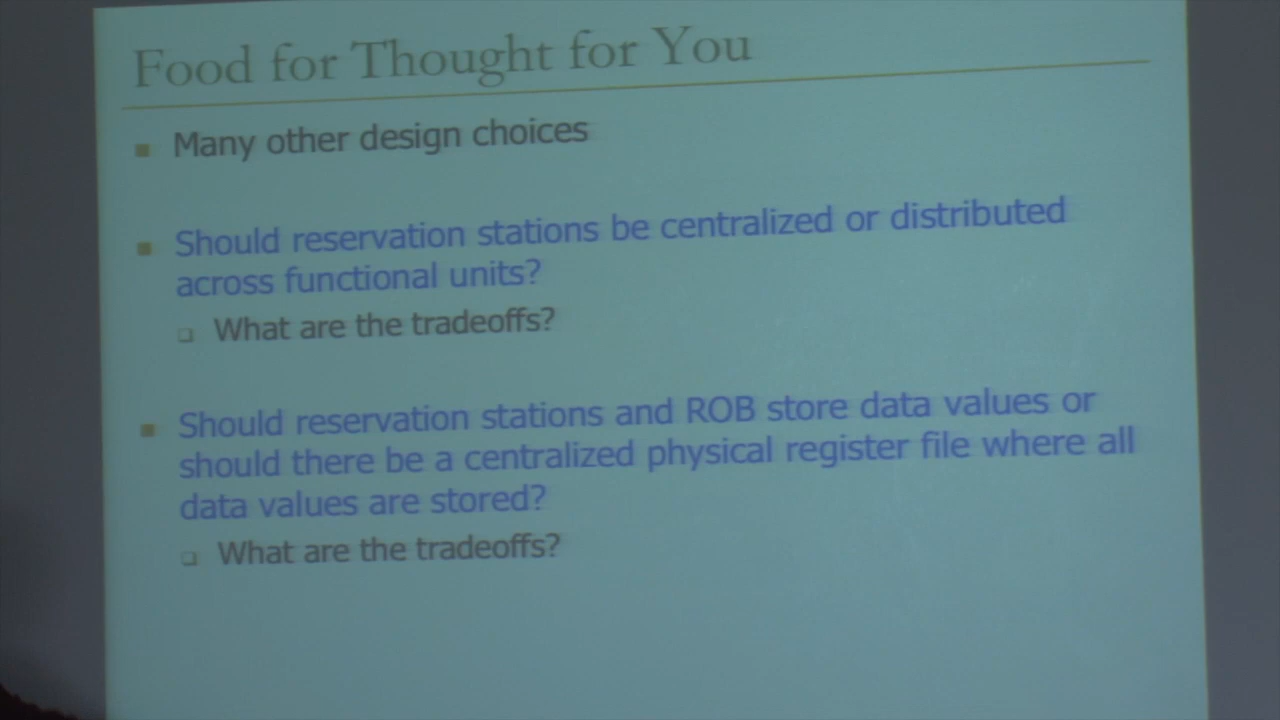 Food for Thought for You
Many other design choices
Should reservation stations be centralized or distributed
across functional units?
What are the tradeoffs?
Should reservation stations and ROB store data values or
should there be a centralized physical register file where all
data values are stored?
What are the tradeoffs?